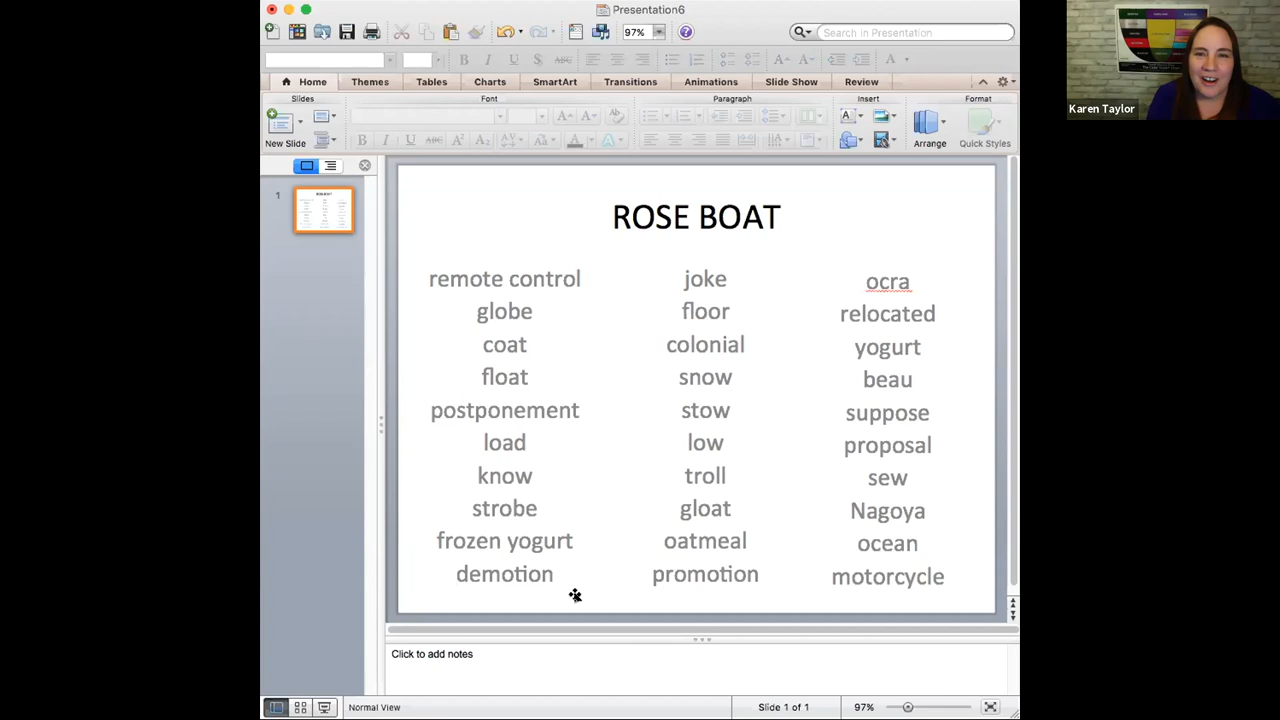 Presentation6
97%
Search in Presentation
Home
Themes
Tables
Charts
SmartArt
Transitions
Animations
Slide Show
Review
Slides
Font
Paragraph
Insert
Format
New Slide
Arrange
Quick Styles
Karen Taylor
1
ROSE BOAT
remote control
globe
coat
float
postponement
load
know
strobe
frozen yogurt
demotion
joke
floor
colonial
snow
stow
low
troll
gloat
oatmeal
promotion
ocra
relocated
yogurt
beau
suppose
proposal
sew
Nagoya
ocean
motorcycle
Click to add notes
Normal View
Slide 1 of 1
97%